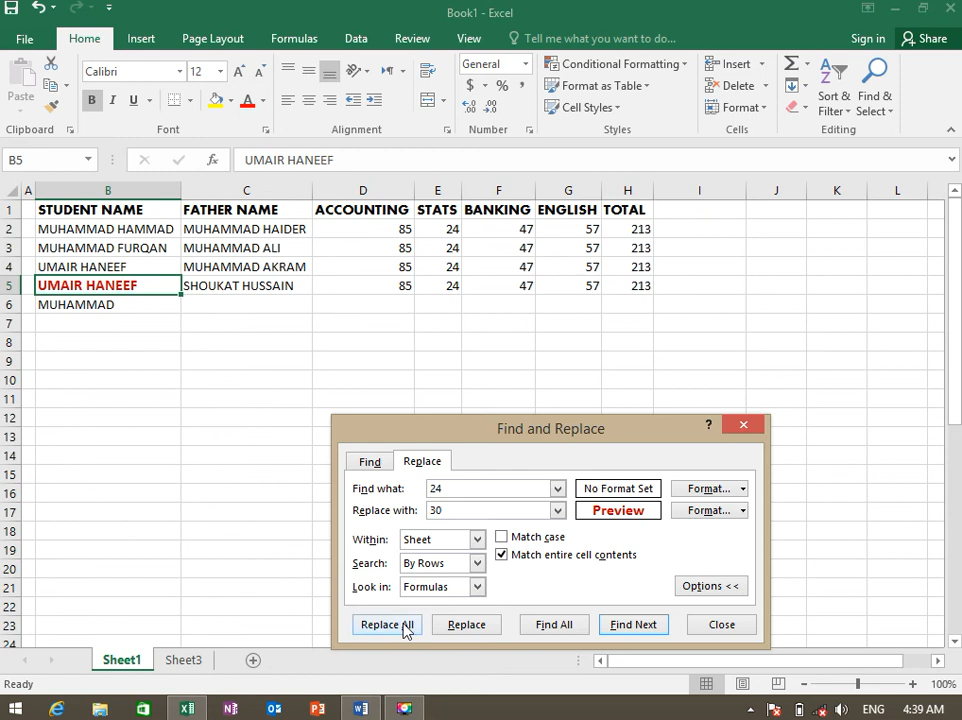 Book1 - Excel
File Home Insert Page Layout Formulas Data Review View Tell me what you want to do... Sign in Share
Paste Calibri 12 General Conditional Formatting Insert Sort & Find &
B I U $ % , Format as Table Delete Filter Select
Cell Styles Format
Clipboard Font Alignment Number Styles Cells Editing
B5 fx UMAIR HANEEF
A B C D E F G H I J K L
1 STUDENT NAME FATHER NAME ACCOUNTING STATS BANKING ENGLISH TOTAL
2 MUHAMMAD HAMMAD MUHAMMAD HAIDER 85 24 47 57 213
3 MUHAMMAD FURQAN MUHAMMAD ALI 85 24 47 57 213
4 UMAIR HANEEF MUHAMMAD AKRAM 85 24 47 57 213
5 UMAIR HANEEF SHOUKAT HUSSAIN 85 24 47 57 213
6 MUHAMMAD
7
8
9
10
11
12
13
14
15
16
17
18
19
20
21
22
23
24
Find and Replace ?
Find Replace
Find what: 24 No Format Set Format...
Replace with: 30 Preview Format...
Within: Sheet Match case
Search: By Rows Match entire cell contents
Look in: Formulas Options <<
Replace All Replace Find All Find Next Close
Sheet1 Sheet3
Ready 100%
ENG 4:39 AM